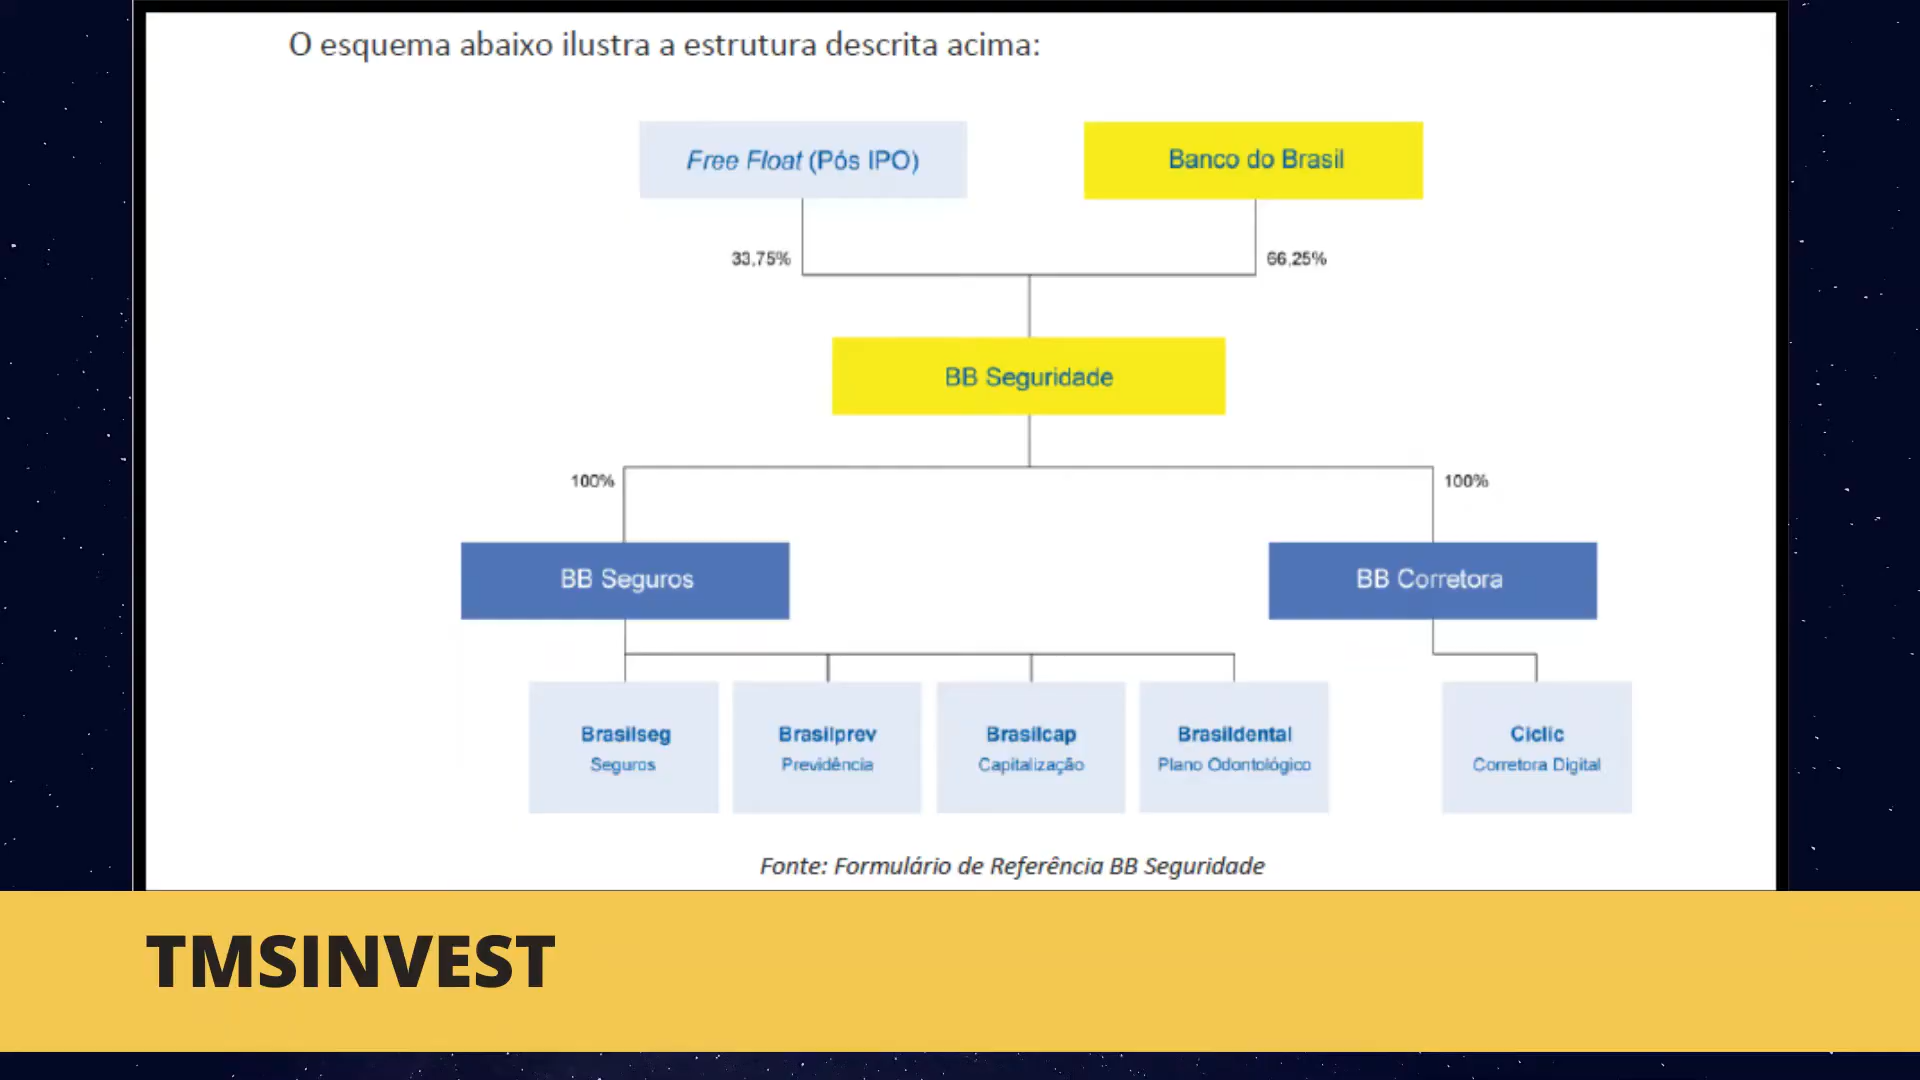 O esquema abaixo ilustra a estrutura descrita acima:
Free Float (Pós IPO)
Banco do Brasil
33,75%
66,25%
BB Seguridade
100%
100%
BB Seguros
BB Corretora
Brasilseg
Seguros
Brasilprev
Previdência
Brasilcap
Capitalização
Brasildental
Plano Odontológico
Ciclic
Corretora Digital
Fonte: Formulário de Referência BB Seguridade
TMSINVEST